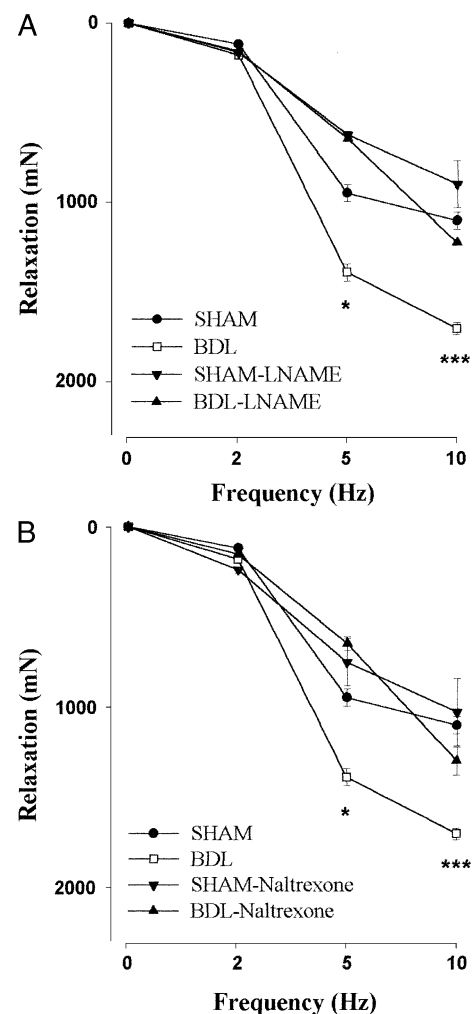 A
0
1000
2000
Relaxation (mN)
SHAM
BDL
SHAM-LNAME
BDL-LNAME
*
***
0 2 5 10
Frequency (Hz)
B
0
1000
2000
Relaxation (mN)
SHAM
BDL
SHAM-Naltrexone
BDL-Naltrexone
*
***
0 2 5 10
Frequency (Hz)